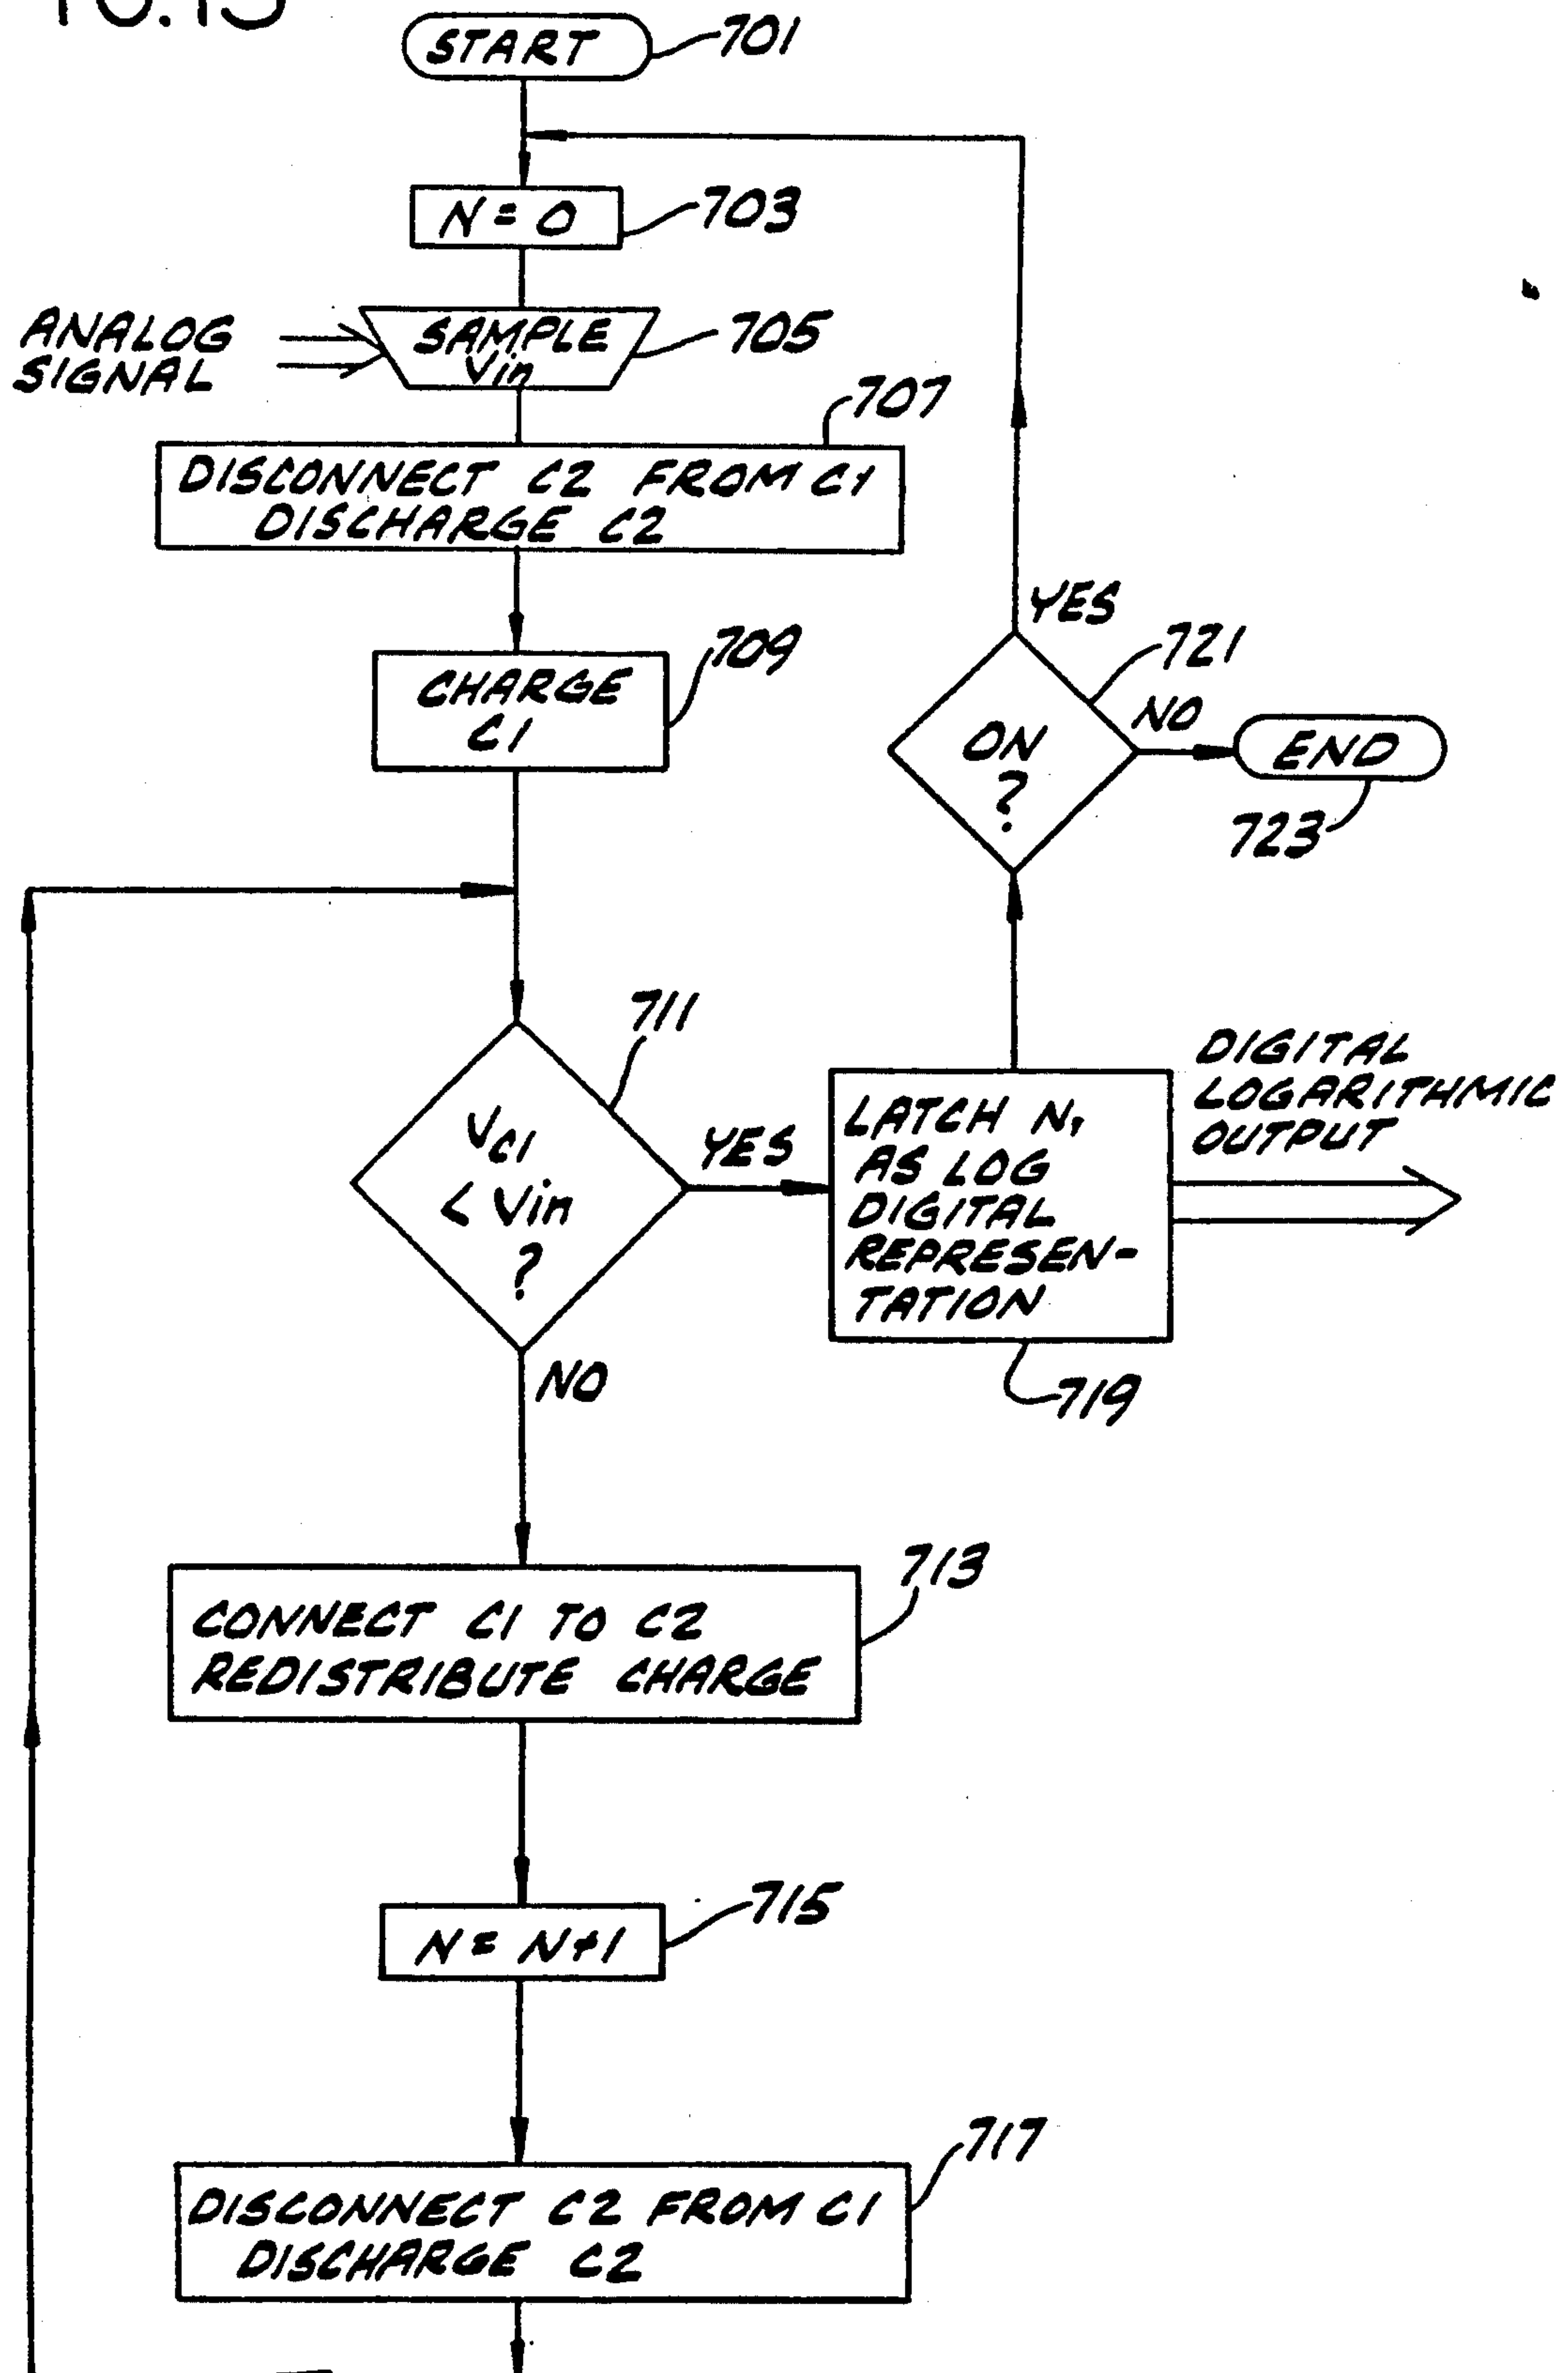 START
701
N = 0
703
ANALOG
SIGNAL
SAMPLE
Vin
705
707
DISCONNECT C2 FROM C1
DISCHARGE C2
CHARGE
C1
709
YES
721
NO
ON
?
END
723
711
VC1
< Vin
?
YES
LATCH N,
AS LOG
DIGITAL
REPRESEN-
TATION
DIGITAL
LOGARITHMIC
OUTPUT
719
NO
713
CONNECT C1 TO C2
REDISTRIBUTE CHARGE
715
N = N+1
717
DISCONNECT C2 FROM C1
DISCHARGE C2